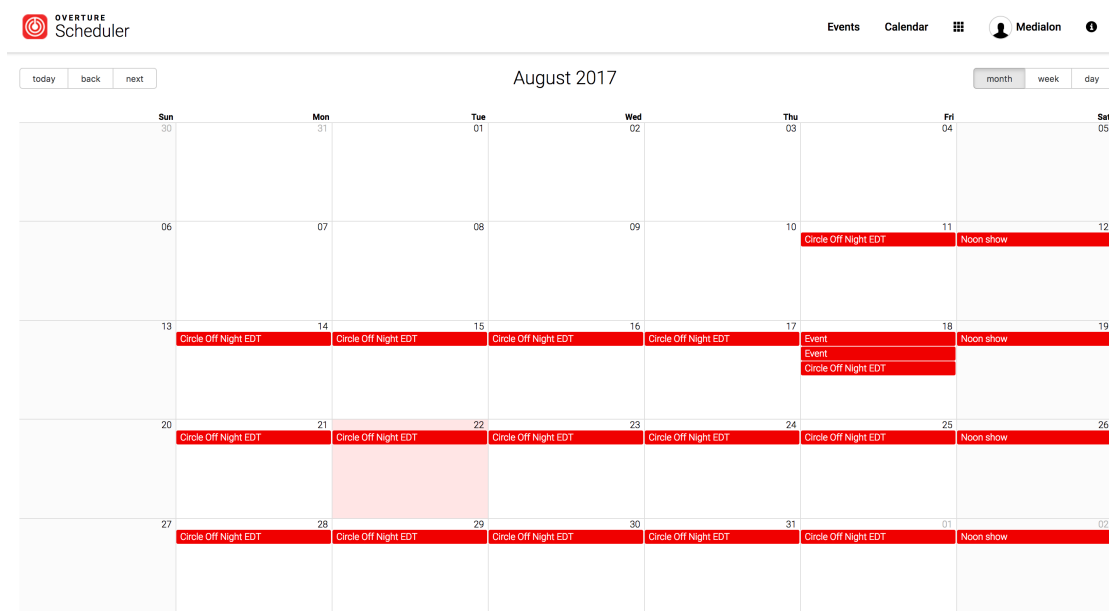 OVERTURE
Scheduler
Events Calendar Medialon
today back next
August 2017
month week day
Sun Mon Tue Wed Thu Fri Sat
30 31 01 02 03 04 05
06 07 08 09 10 11 12
Circle Off Night EDT Noon show
13 14 15 16 17 18 19
Circle Off Night EDT Circle Off Night EDT Circle Off Night EDT Circle Off Night EDT Event Noon show
Event
Circle Off Night EDT
20 21 22 23 24 25 26
Circle Off Night EDT Circle Off Night EDT Circle Off Night EDT Circle Off Night EDT Circle Off Night EDT Noon show
27 28 29 30 31 01 02
Circle Off Night EDT Circle Off Night EDT Circle Off Night EDT Circle Off Night EDT Circle Off Night EDT Noon show